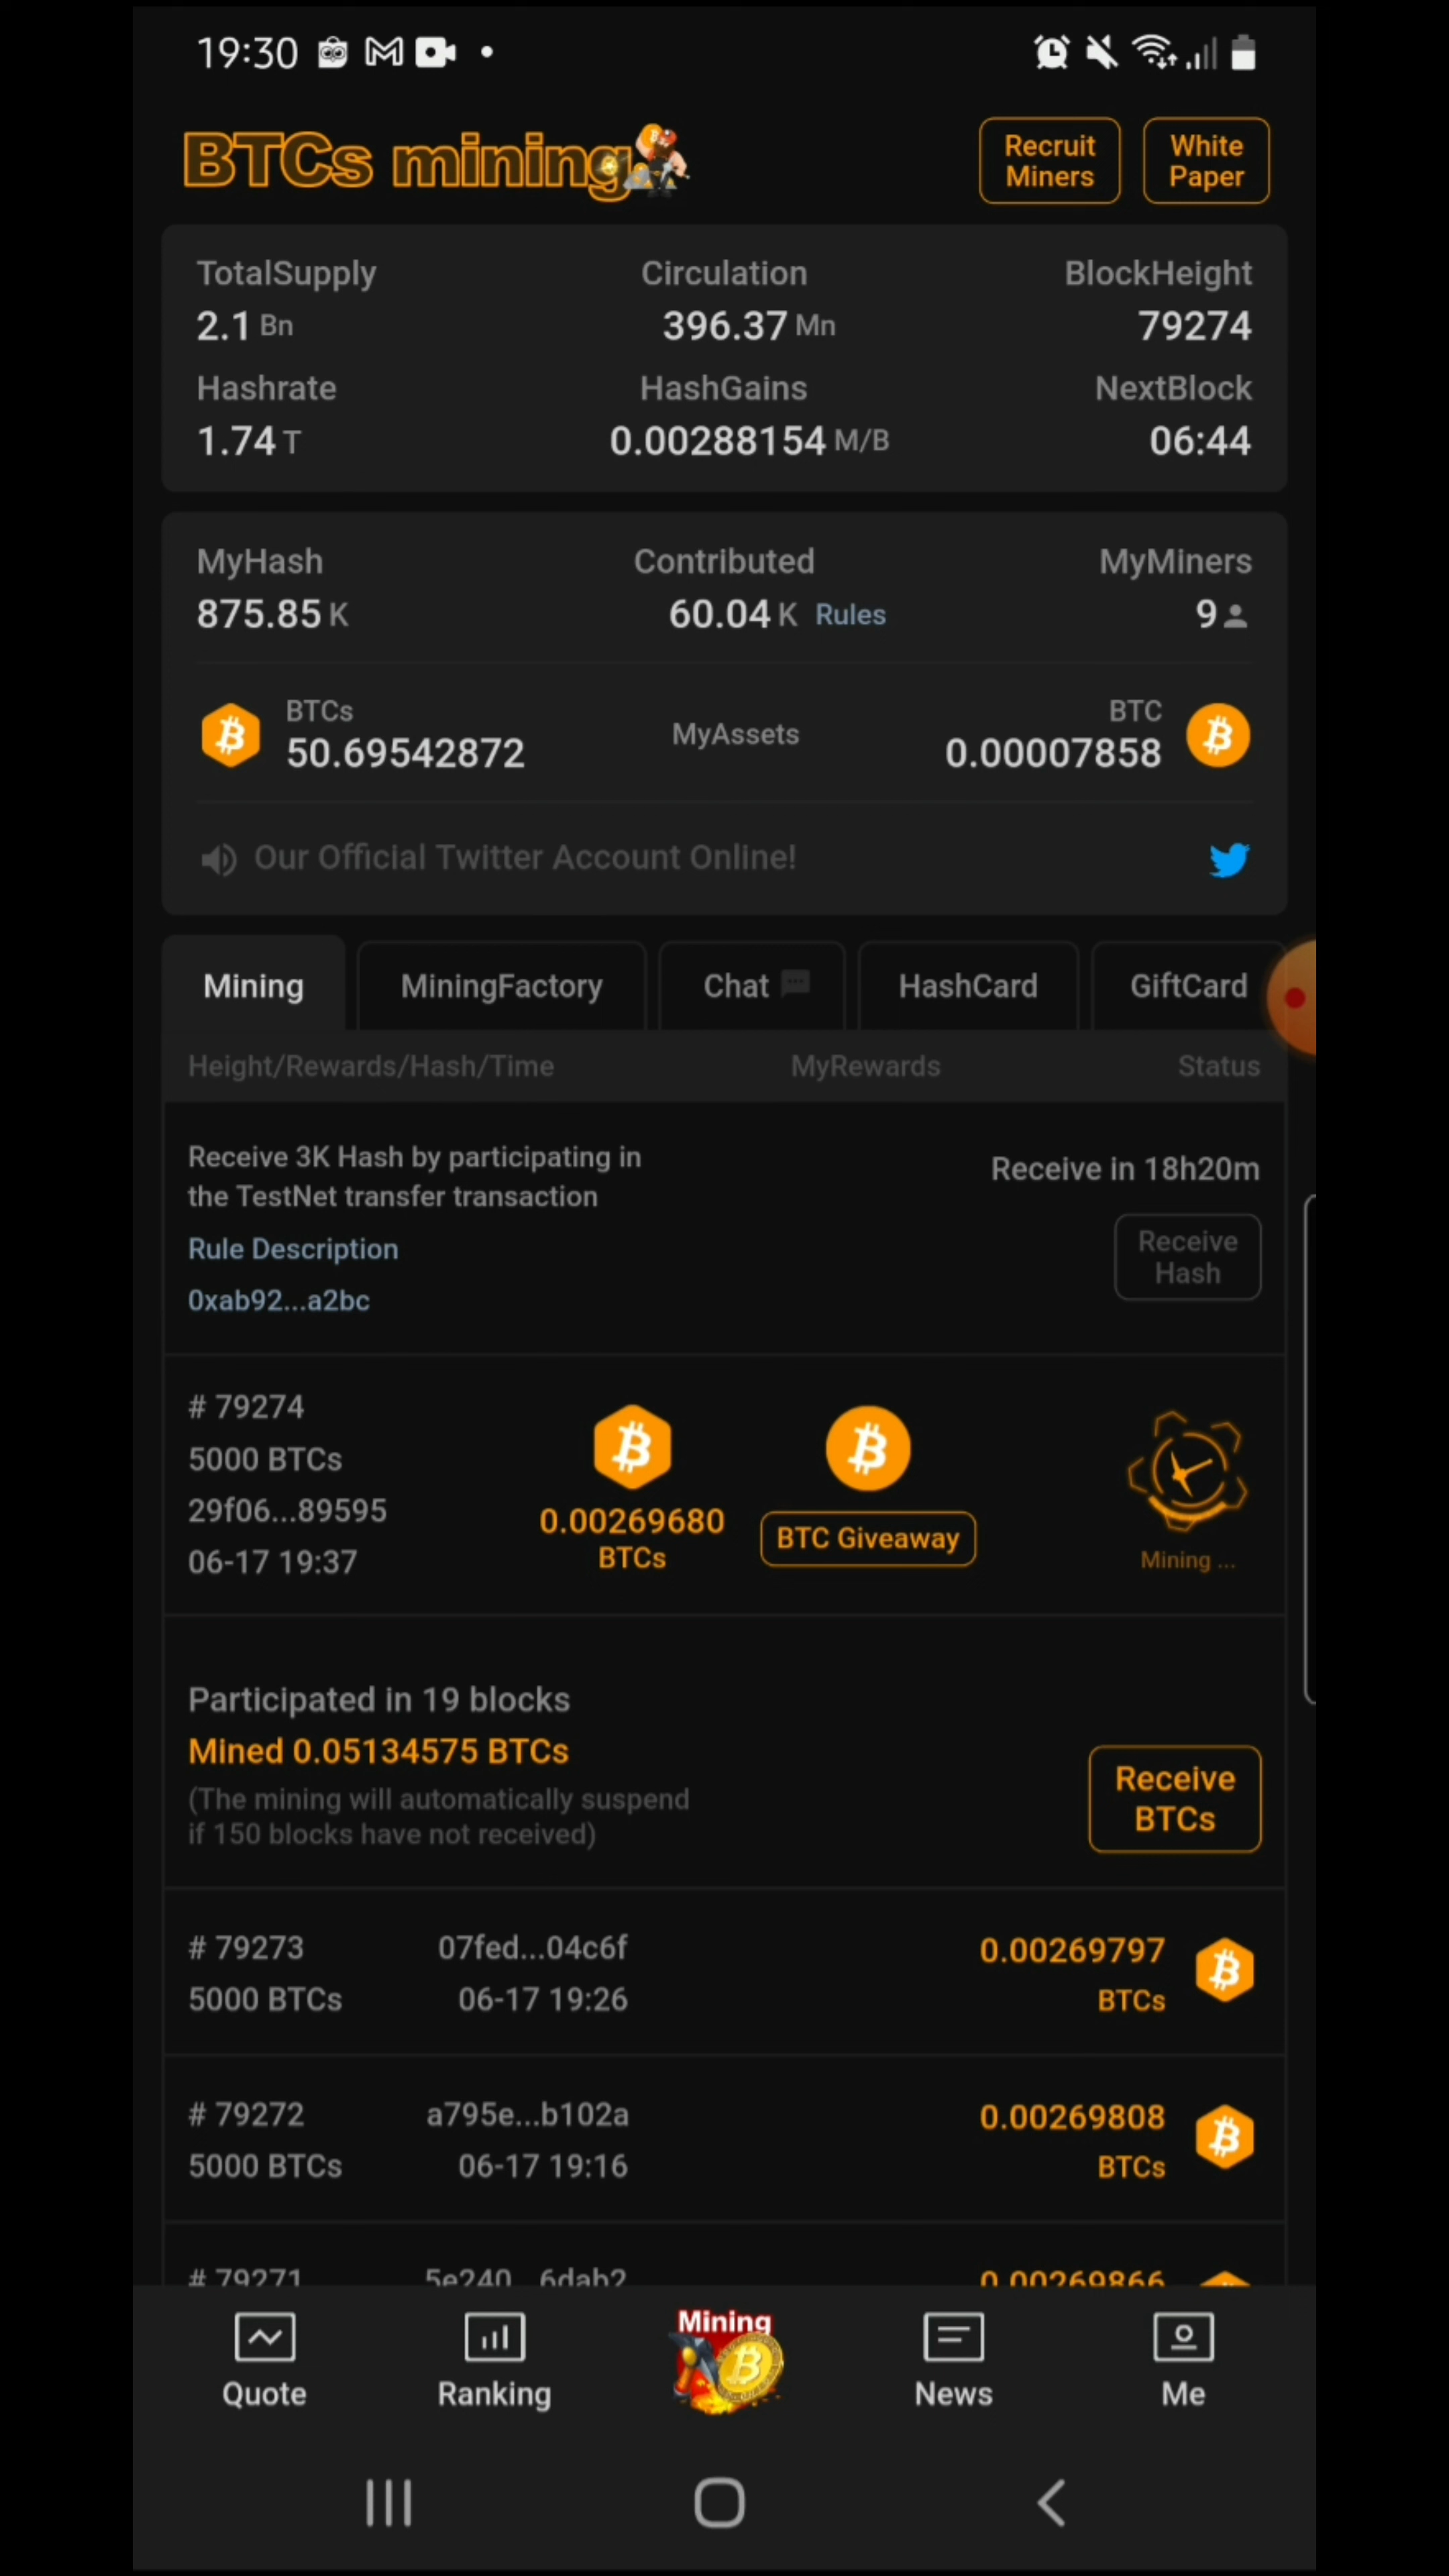 19:30
BTCs mining
Recruit Miners
White Paper
TotalSupply Circulation BlockHeight
2.1 Bn 396.37 Mn 79274
Hashrate HashGains NextBlock
1.74 T 0.00288154 M/B 06:44
MyHash Contributed MyMiners
875.85 K 60.04 K Rules 9
BTCs MyAssets BTC
50.69542872 0.00007858
Our Official Twitter Account Online!
Mining MiningFactory Chat HashCard GiftCard
Height/Rewards/Hash/Time MyRewards Status
Receive 3K Hash by participating in
the TestNet transfer transaction
Receive in 18h20m
Rule Description
Receive
Hash
0xab92...a2bc
# 79274
5000 BTCs
29f06...89595
06-17 19:37
0.00269680
BTCs
BTC Giveaway
Mining ...
Participated in 19 blocks
Mined 0.05134575 BTCs
(The mining will automatically suspend
if 150 blocks have not received)
Receive
BTCs
# 79273 07fed...04c6f 0.00269797
5000 BTCs 06-17 19:26 BTCs
# 79272 a795e...b102a 0.00269808
5000 BTCs 06-17 19:16 BTCs
# 79271 5e240...6dab2 0.00269866
Mining
Quote Ranking News Me